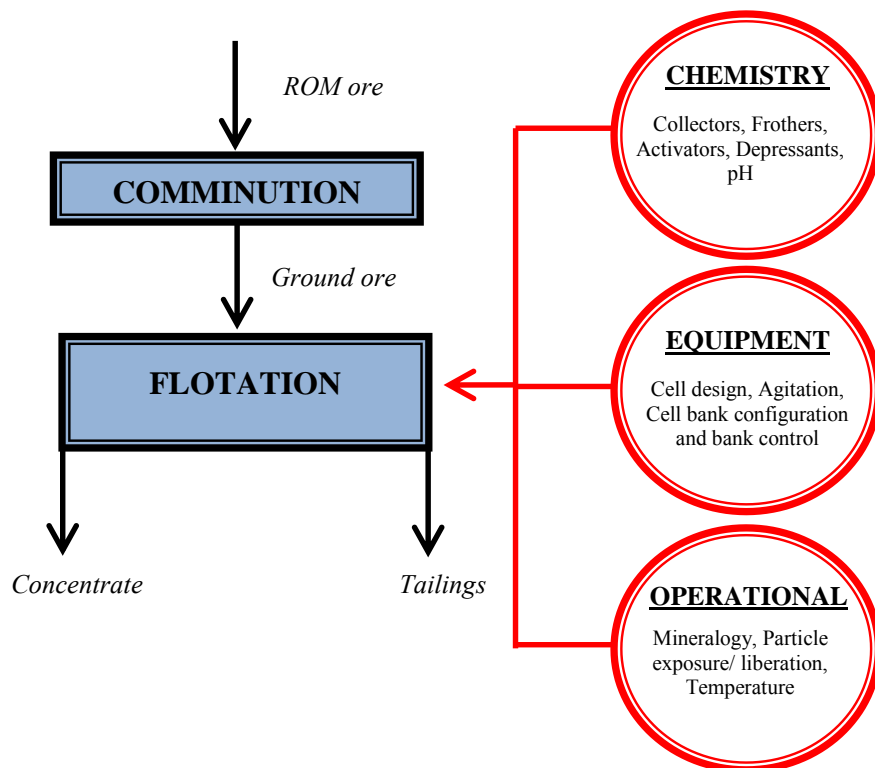 ROM ore
COMMINUTION
Ground ore
FLOTATION
Concentrate
Tailings
CHEMISTRY
Collectors, Frothers,
Activators, Depressants,
pH
EQUIPMENT
Cell design, Agitation,
Cell bank configuration
and bank control
OPERATIONAL
Mineralogy, Particle
exposure/ liberation,
Temperature